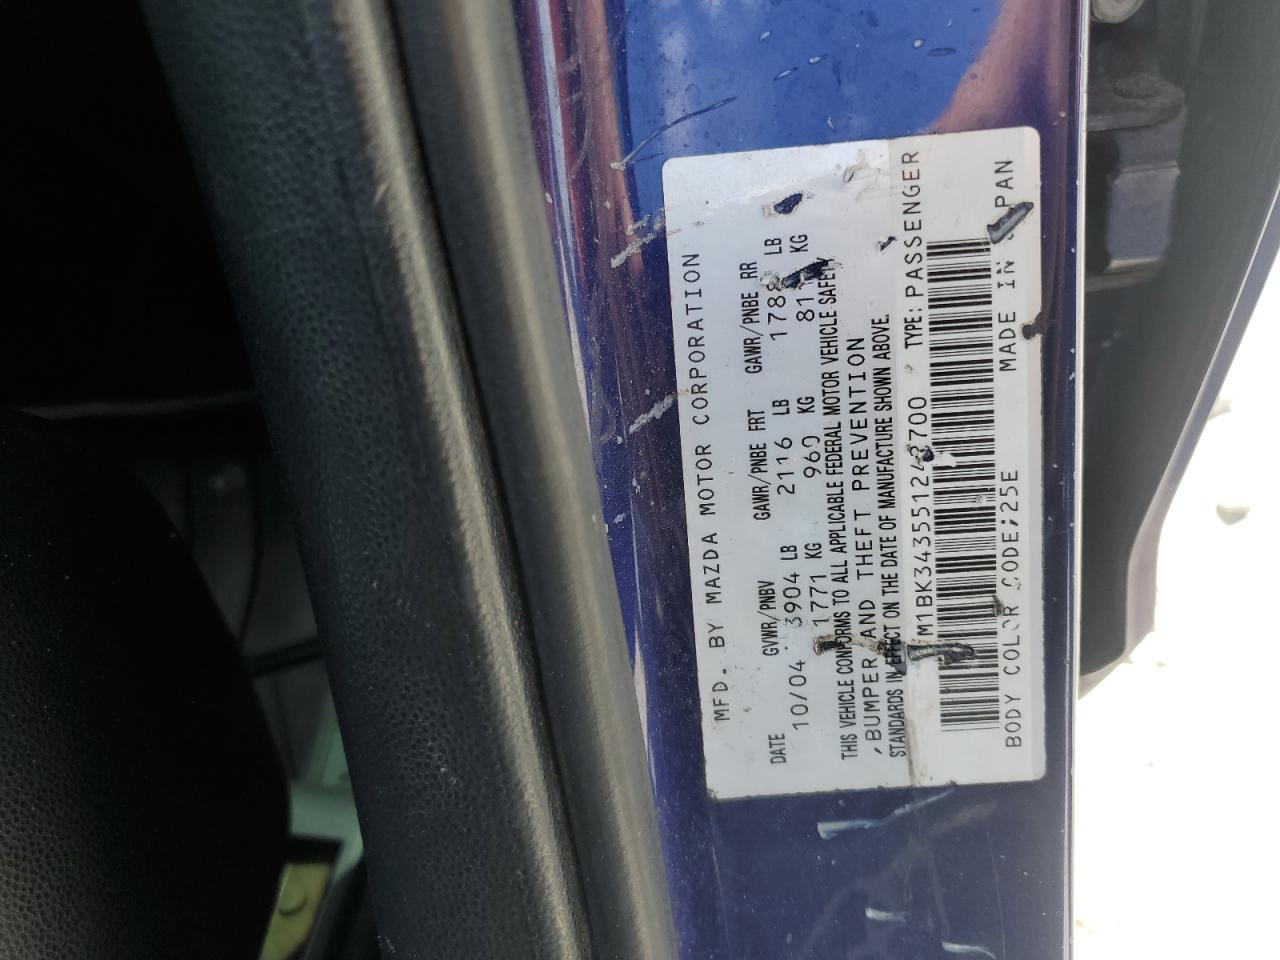 MFD. BY MAZDA MOTOR CORPORATION
DATE GVWR/PNBV GAWR/PNBE FRT GAWR/PNBE RR
10/04 3904 LB 2116 LB LB
1771 KG 960 KG KG
THIS VEHICLE CONFORMS TO ALL APPLICABLE FEDERAL MOTOR VEHICLE SAFETY
,BUMPER AND THEFT PREVENTION
STANDARDS IN EFFECT ON THE DATE OF MANUFACTURE SHOWN ABOVE.
TYPE: PASSENGER
BODY COLOR CODE:25E MADE IN